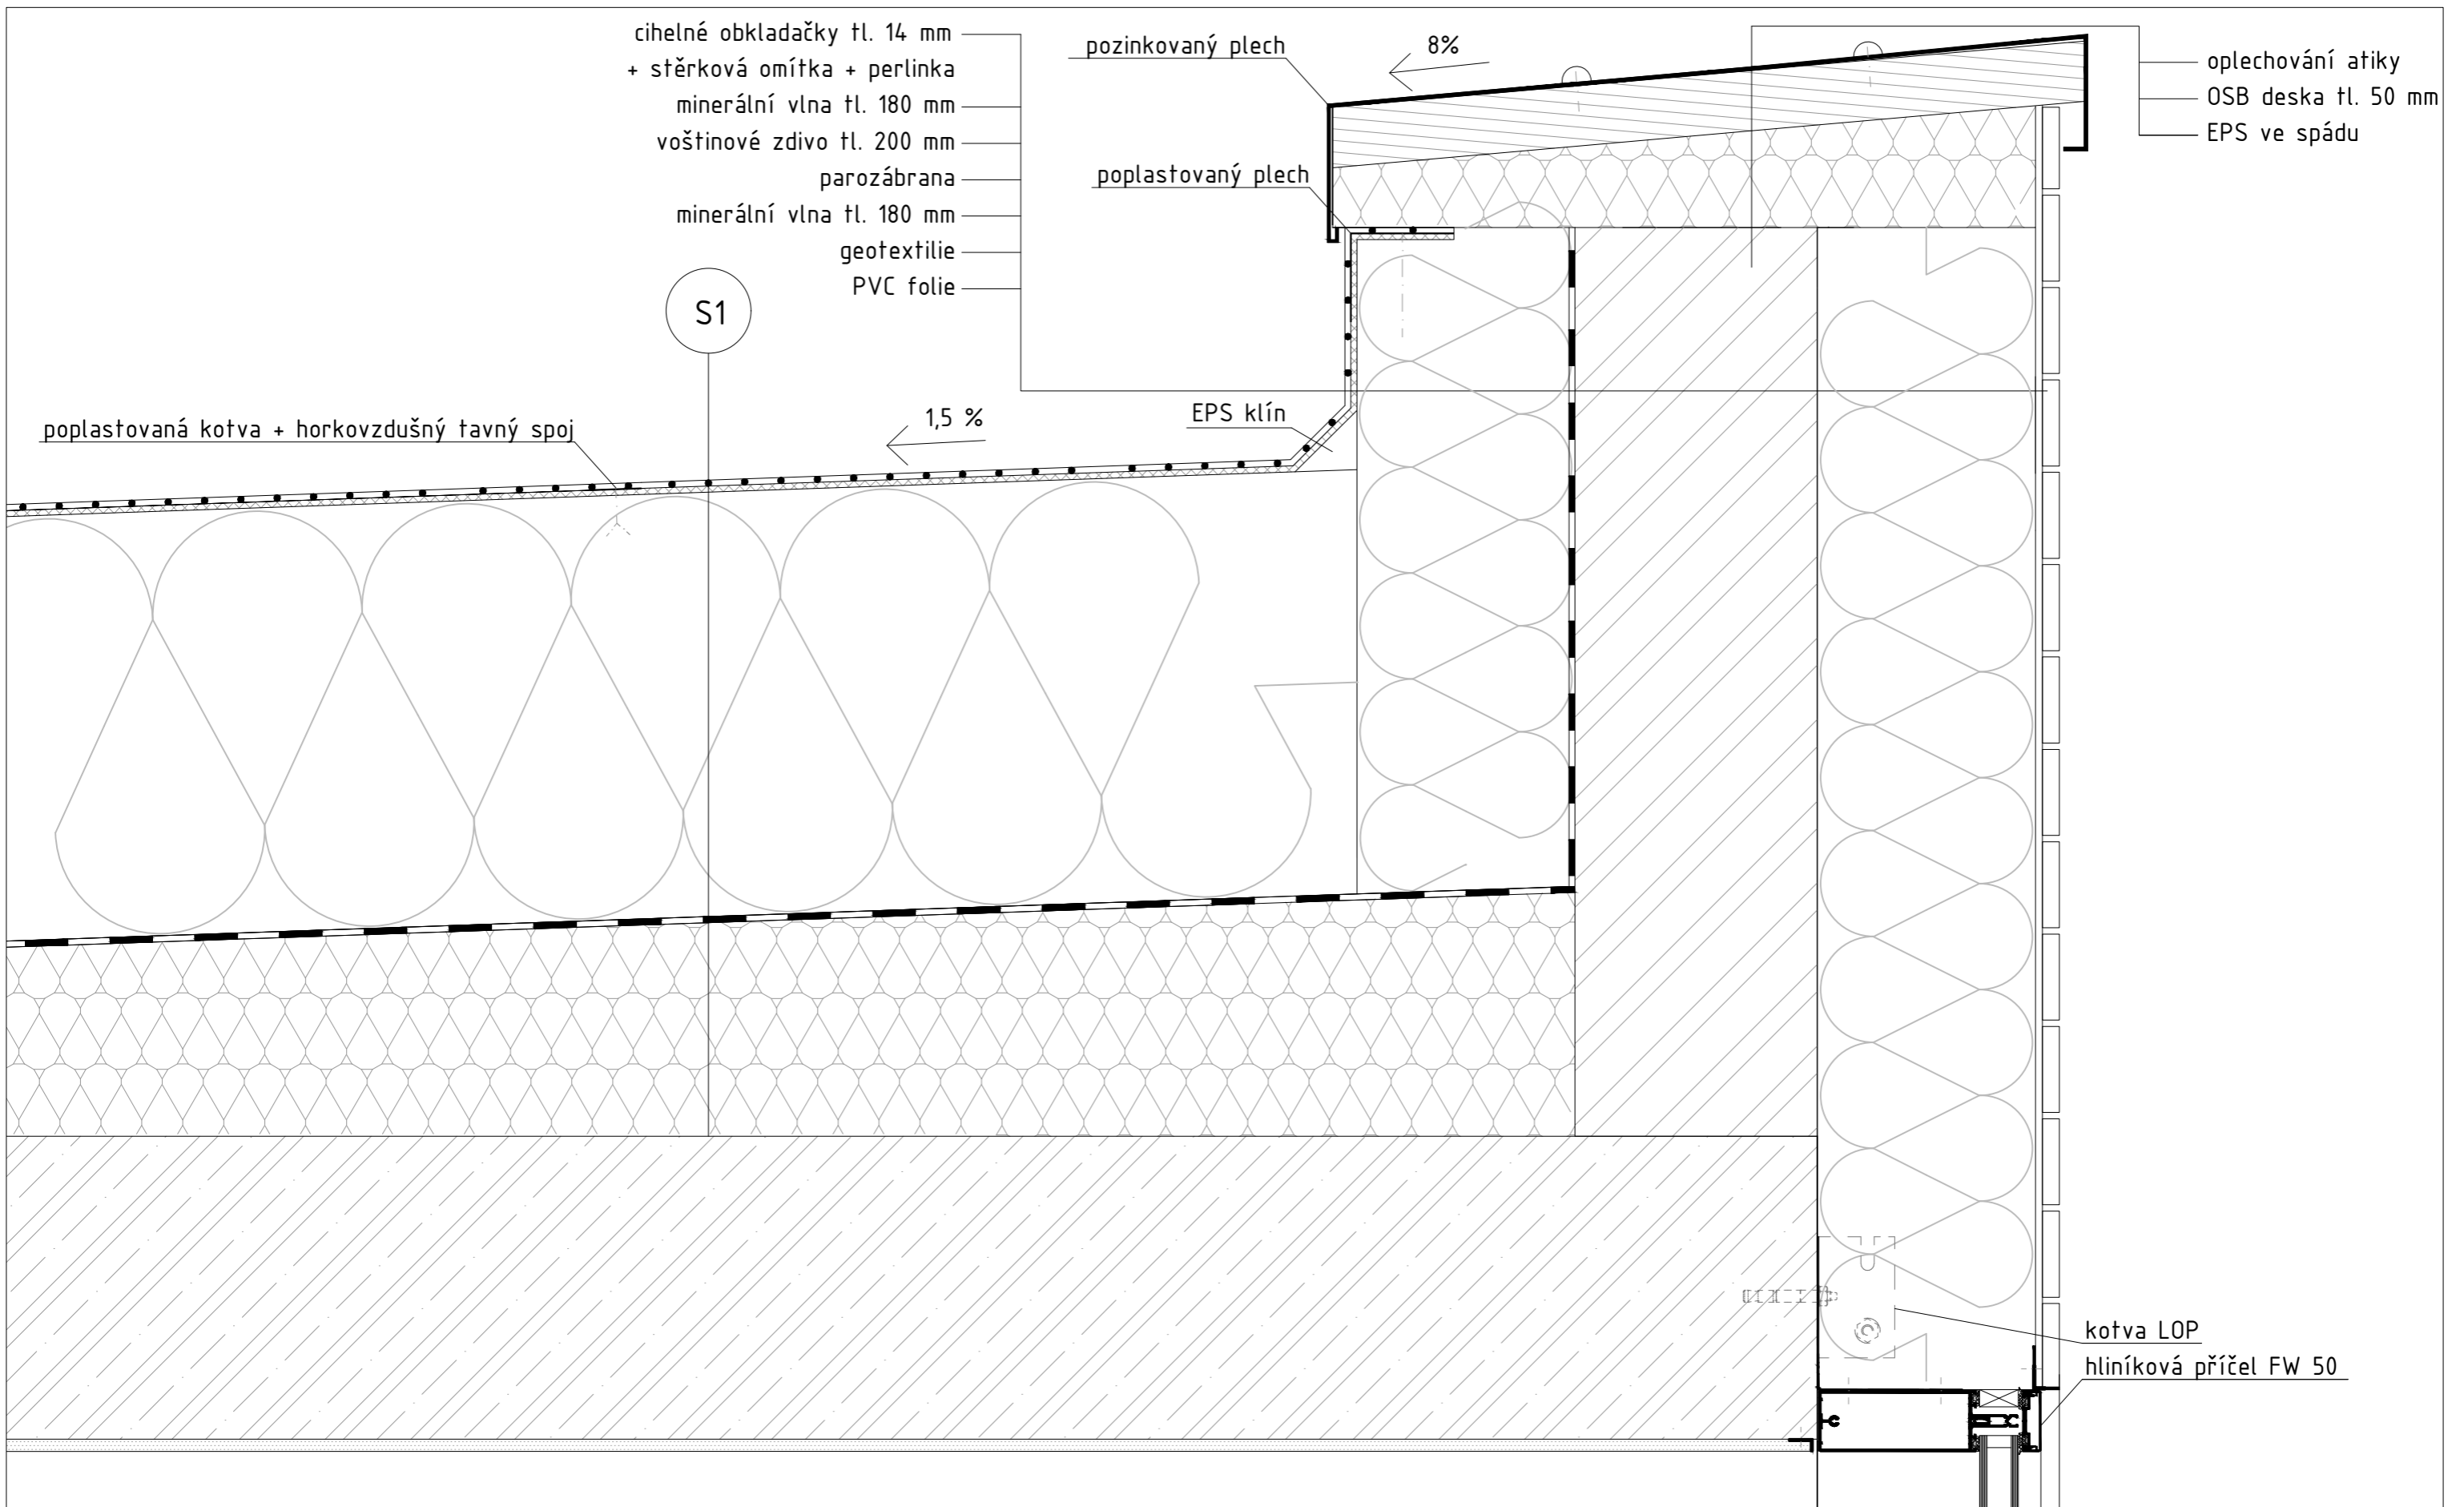 cihelné obkladačky tl. 14 mm
+ stěrková omítka + perlinka
minerální vlna tl. 180 mm
voštinové zdivo tl. 200 mm
parozábrana
minerální vlna tl. 180 mm
geotextilie
PVC folie
pozinkovaný plech
8%
poplastovaný plech
oplechování atiky
OSB deska tl. 50 mm
EPS ve spádu
S1
poplastovaná kotva + horkovzdušný tavný spoj
1,5 %
EPS klín
kotva LOP
hliníková příčel FW 50